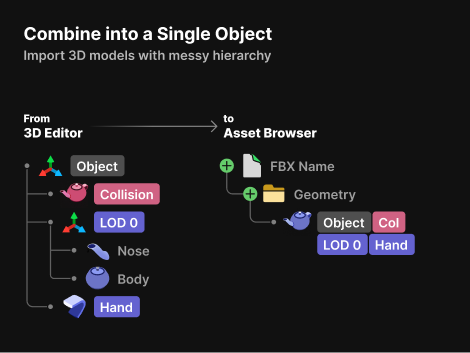 Combine into a Single Object
Import 3D models with messy hierarchy
From
3D Editor
to
Asset Browser
Object
Collision
LOD 0
Nose
Body
Hand
FBX Name
Geometry
Object Col
LOD 0 Hand